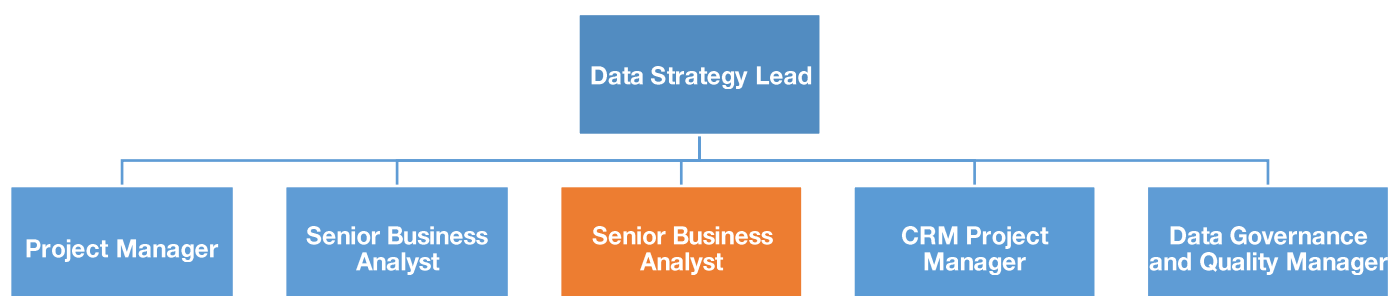 Data Strategy Lead
Project Manager
Senior Business
Analyst
Senior Business
Analyst
CRM Project
Manager
Data Governance
and Quality Manager